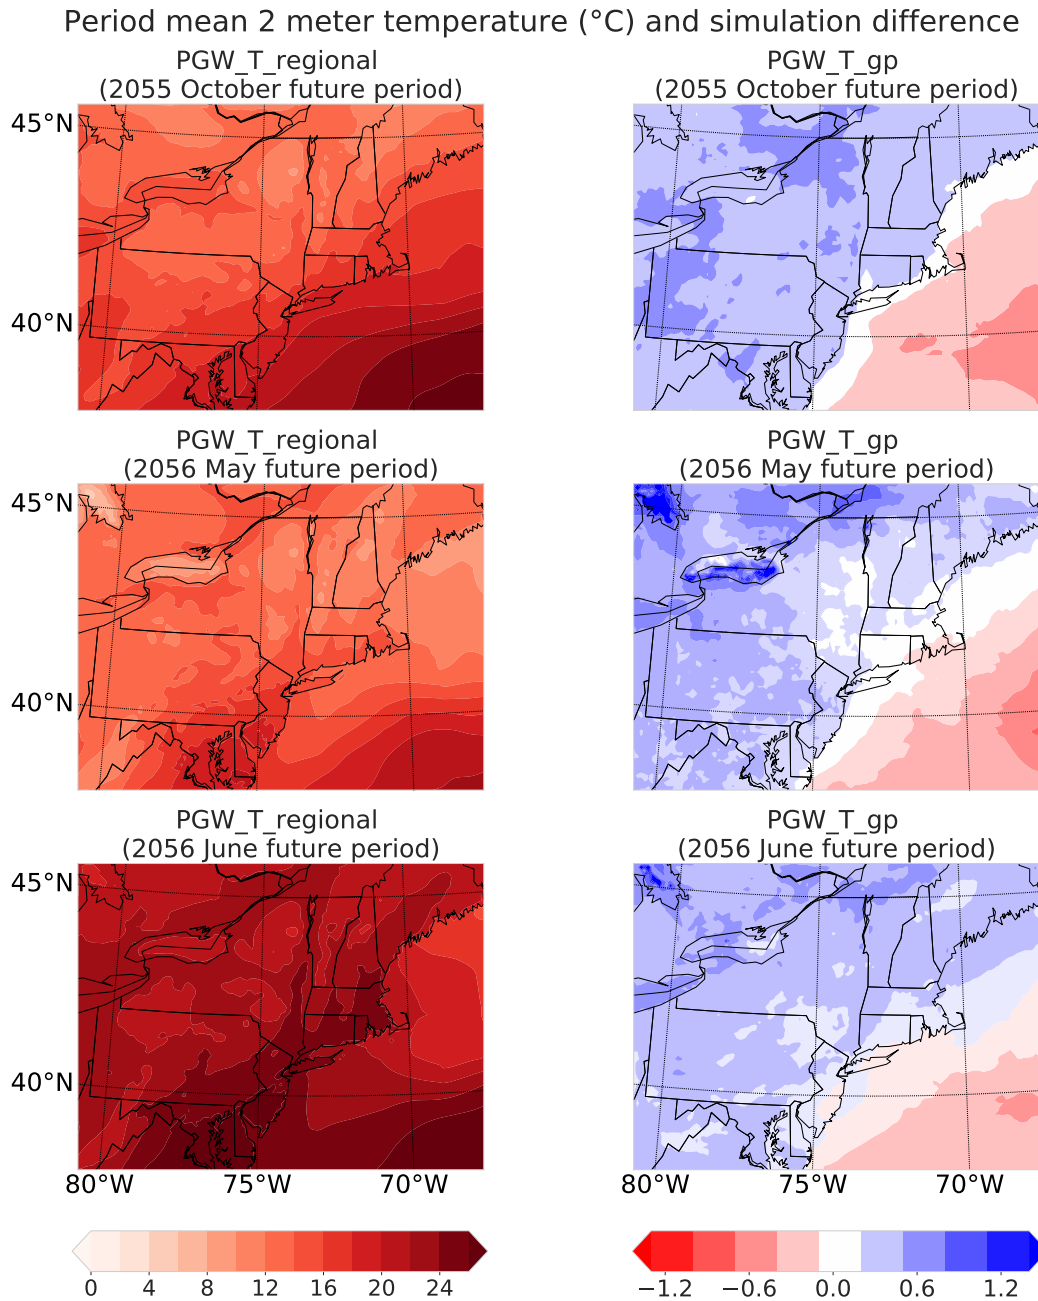 Period mean 2 meter temperature (°C) and simulation difference
PGW_T_regional
(2055 October future period)
PGW_T_gp
(2055 October future period)
45°N
40°N
PGW_T_regional
(2056 May future period)
PGW_T_gp
(2056 May future period)
45°N
40°N
PGW_T_regional
(2056 June future period)
PGW_T_gp
(2056 June future period)
45°N
40°N
80°W 75°W 70°W
80°W 75°W 70°W
0 4 8 12 16 20 24
−1.2 −0.6 0.0 0.6 1.2